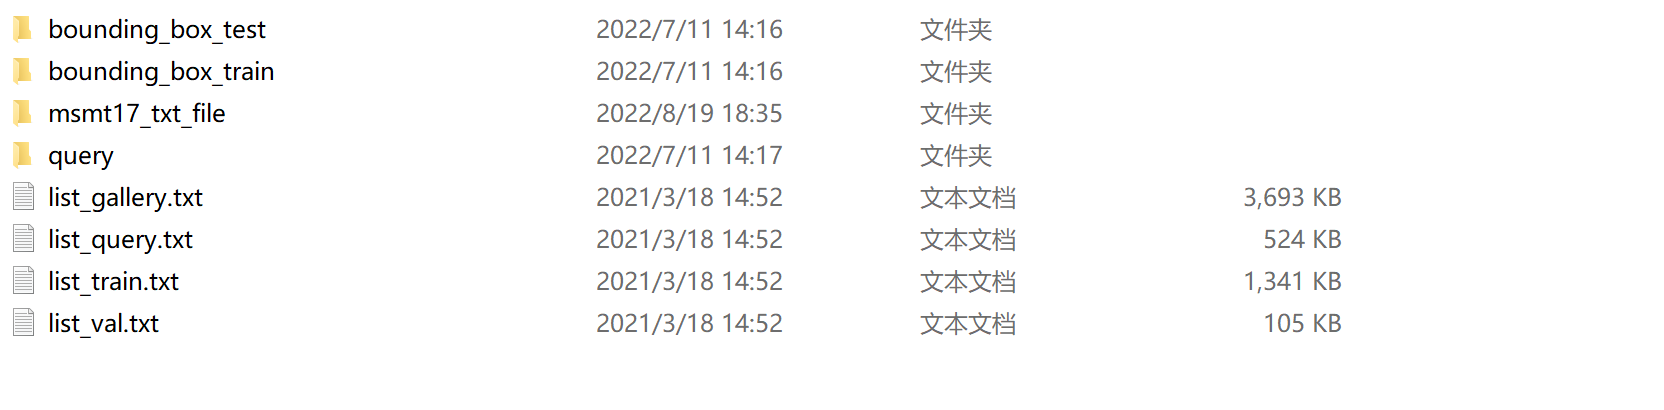 bounding_box_test 2022/7/11 14:16 文件夹
bounding_box_train 2022/7/11 14:16 文件夹
msmt17_txt_file 2022/8/19 18:35 文件夹
query 2022/7/11 14:17 文件夹
list_gallery.txt 2021/3/18 14:52 文本文档 3,693 KB
list_query.txt 2021/3/18 14:52 文本文档 524 KB
list_train.txt 2021/3/18 14:52 文本文档 1,341 KB
list_val.txt 2021/3/18 14:52 文本文档 105 KB